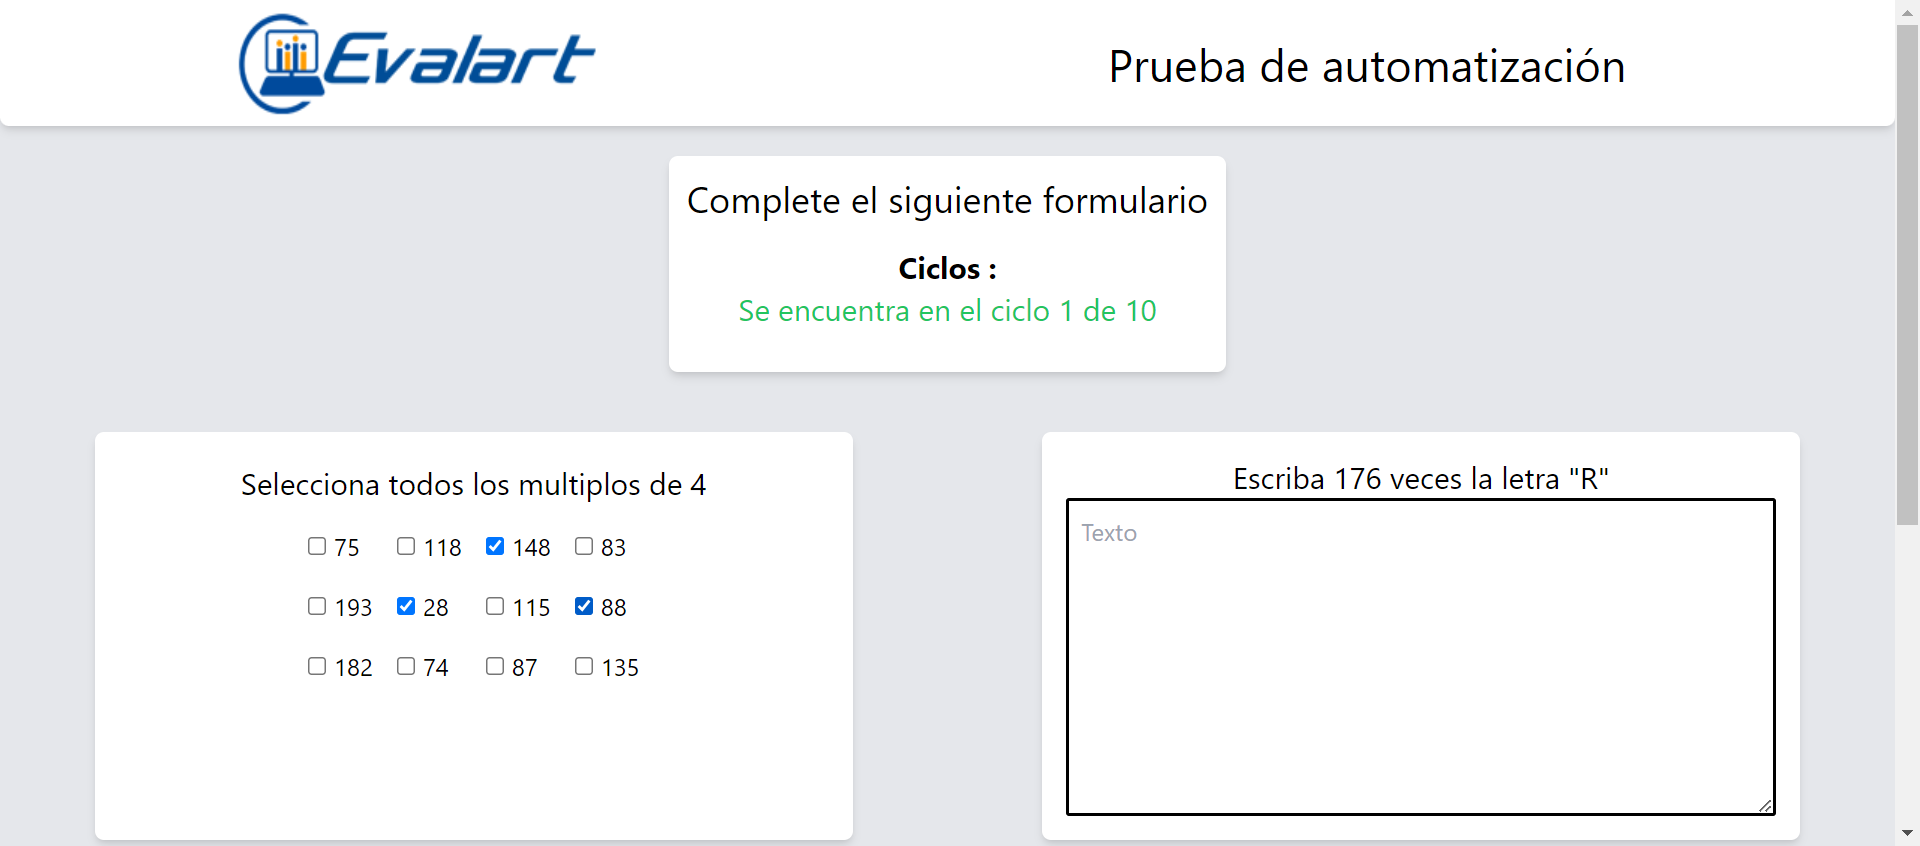 Evalart
Prueba de automatización
Complete el siguiente formulario
Ciclos :
Se encuentra en el ciclo 1 de 10
Selecciona todos los multiplos de 4
75 118 148 83
193 28 115 88
182 74 87 135
Escriba 176 veces la letra "R"
Texto